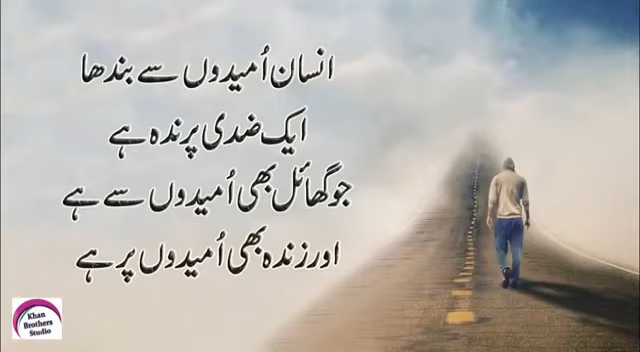 انسان اُمیدوں سے بندھا
ایک ضدی پرندہ ہے
جو گھائل بھی اُمیدوں سے ہے
اور زندہ بھی اُمیدوں پر ہے
Khan
Brothers
Studio